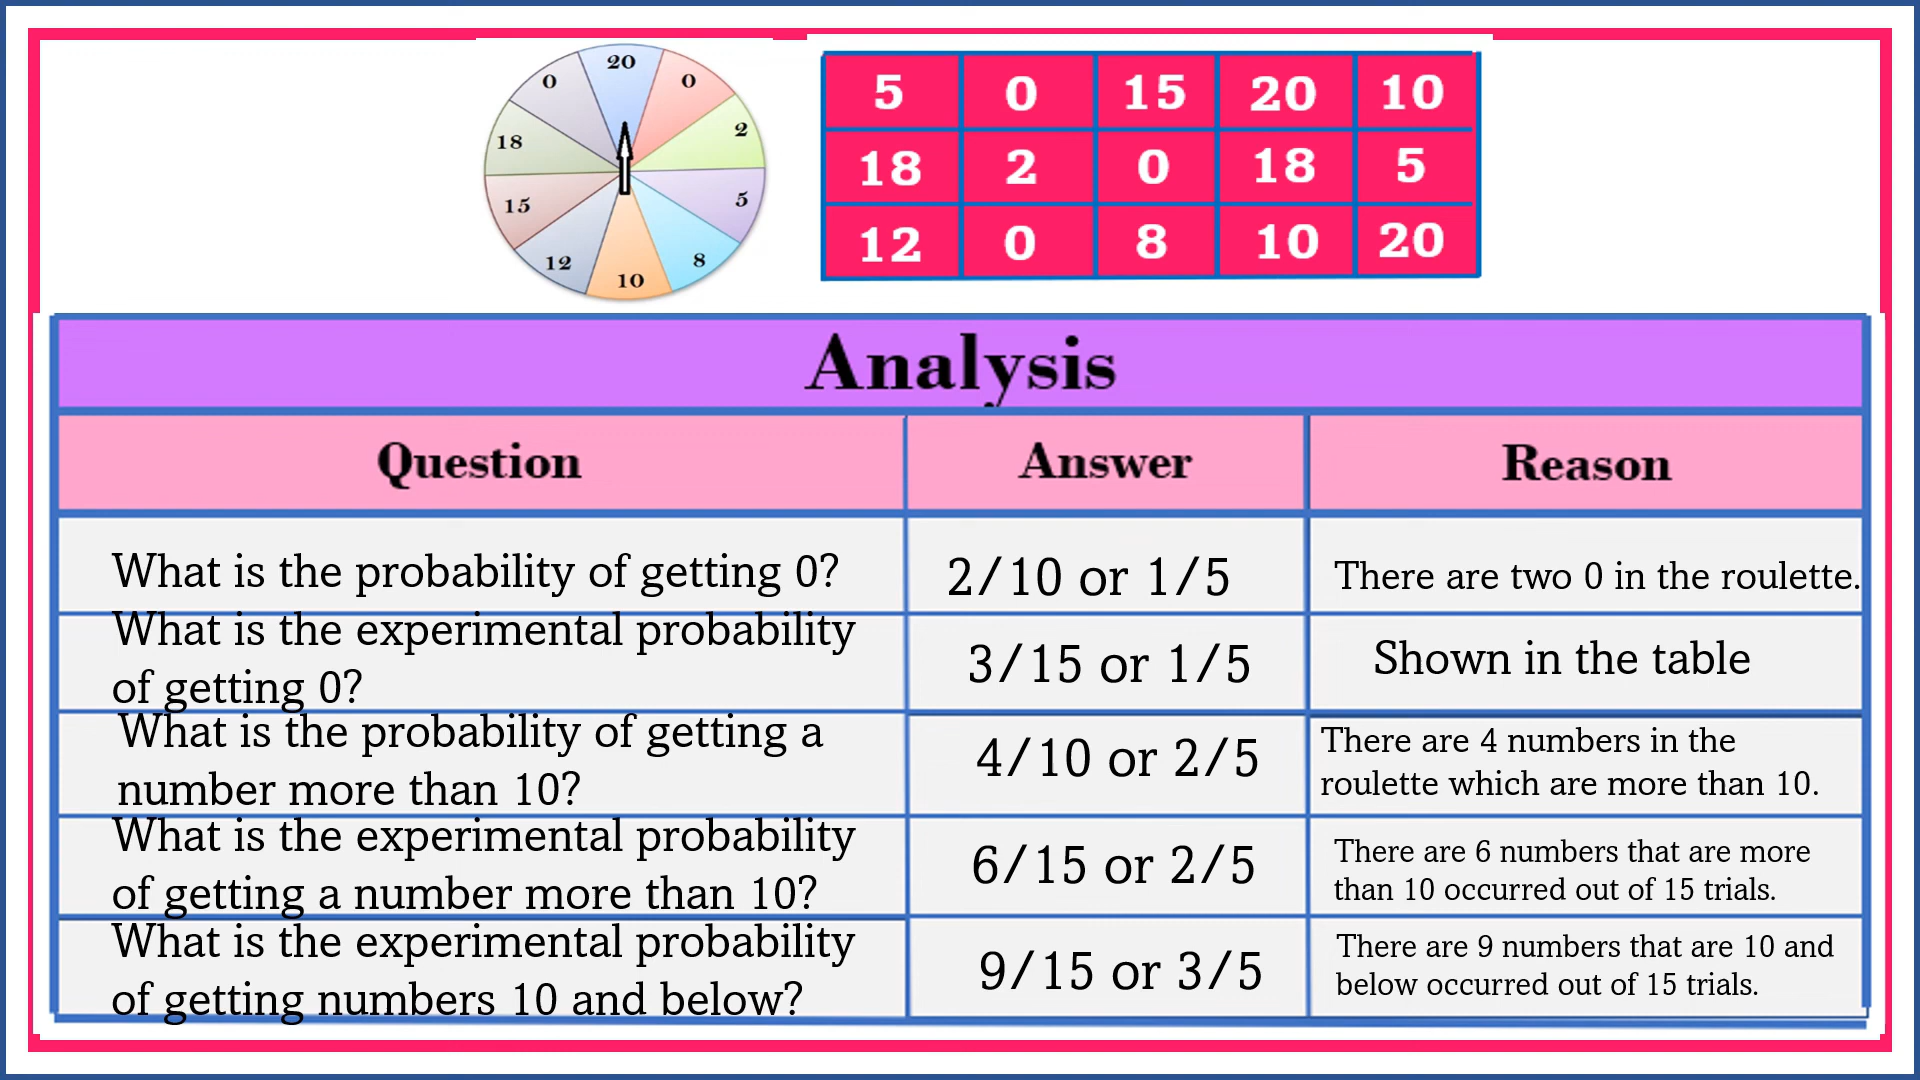 20
0
0
2
18
5
15
8
12
10
5 0 15 20 10
18 2 0 18 5
12 0 8 10 20
Analysis
Question Answer Reason
What is the probability of getting 0?
2/10 or 1/5
There are two 0 in the roulette.
What is the experimental probability
of getting 0?
3/15 or 1/5
Shown in the table
What is the probability of getting a
number more than 10?
4/10 or 2/5
There are 4 numbers in the
roulette which are more than 10.
What is the experimental probability
of getting a number more than 10?
6/15 or 2/5
There are 6 numbers that are more
than 10 occurred out of 15 trials.
What is the experimental probability
of getting numbers 10 and below?
9/15 or 3/5
There are 9 numbers that are 10 and
below occurred out of 15 trials.